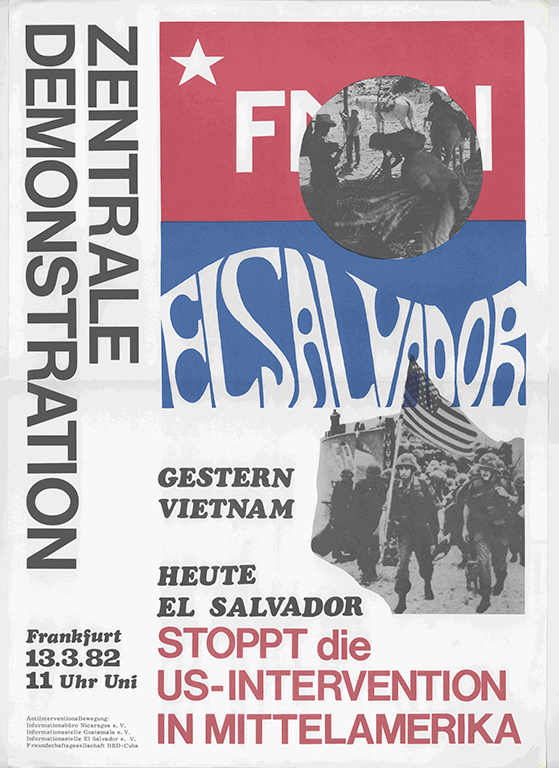 ZENTRALE
DEMONSTRATION
EL SALVADOR
GESTERN
VIETNAM
HEUTE
EL SALVADOR
STOPPT die
US-INTERVENTION
IN MITTELAMERIKA
Frankfurt
13.3.82
11 Uhr Uni
AntiInterventionsBewegung:
Informationsbüro Nicaragua e. V.
Informationsstelle Guatemala e. V.
Informationsstelle El Salvador e. V.
Freundschaftsgesellschaft BRD-Cuba